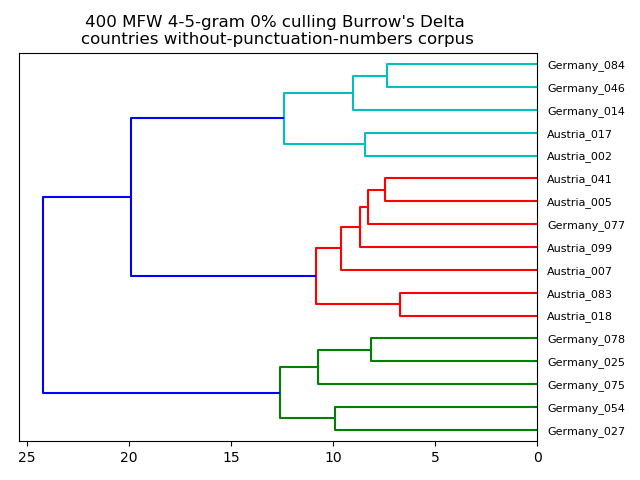 400 MFW 4-5-gram 0% culling Burrow's Delta
countries without-punctuation-numbers corpus
Germany_084
Germany_046
Germany_014
Austria_017
Austria_002
Austria_041
Austria_005
Germany_077
Austria_099
Austria_007
Austria_083
Austria_018
Germany_078
Germany_025
Germany_075
Germany_054
Germany_027
25 20 15 10 5 0